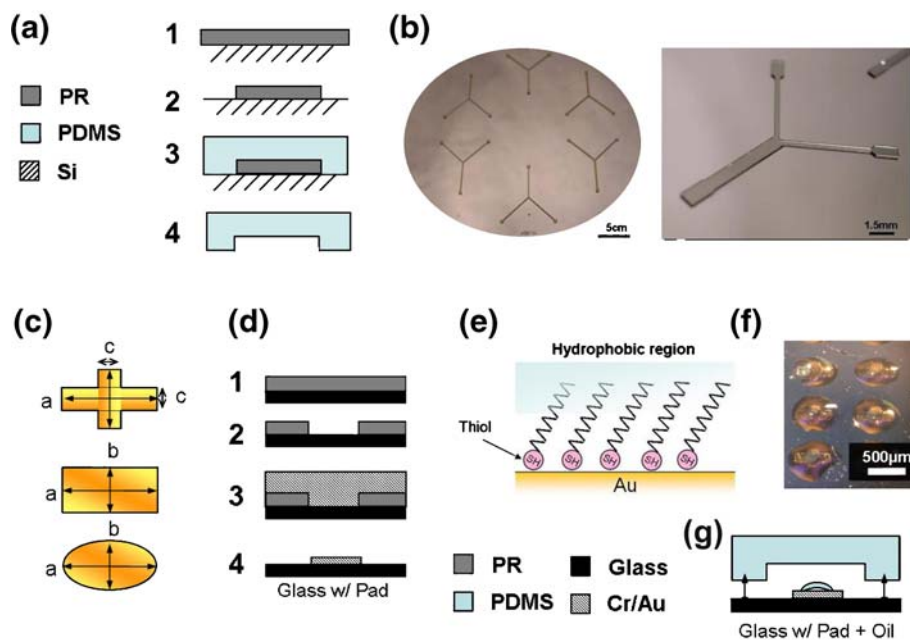 (a)
1
2
3
4
PR
PDMS
Si
(b)
5cm
1.5mm
(c)
c
a
c
b
a
b
a
(d)
1
2
3
4
Glass w/ Pad
(e)
Hydrophobic region
Thiol
SH SH SH SH SH
Au
PR
PDMS
Glass
Cr/Au
(f)
500μm
(g)
Glass w/ Pad + Oil